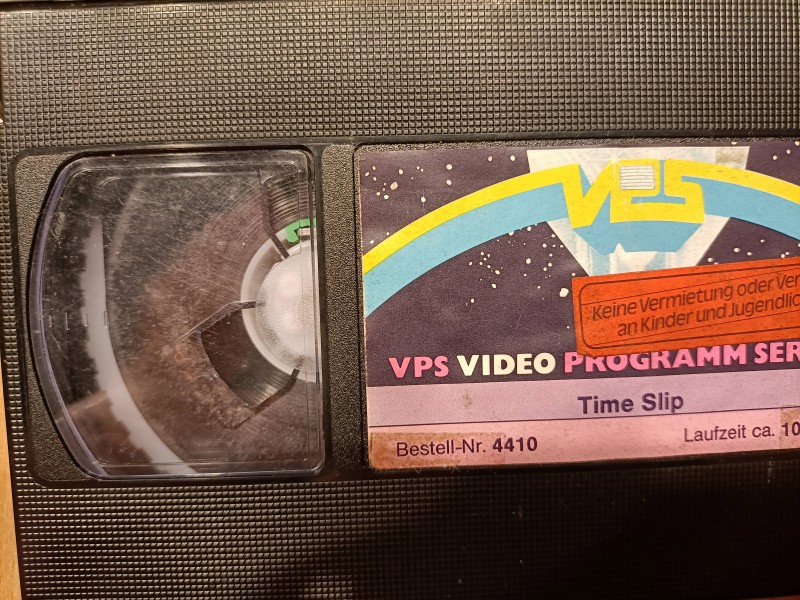 VPS
Keine Vermietung oder Ver
an Kinder und Jugendlic
VPS VIDEO PROGRAMM SER
Time Slip
Bestell-Nr. 4410
Laufzeit ca. 10